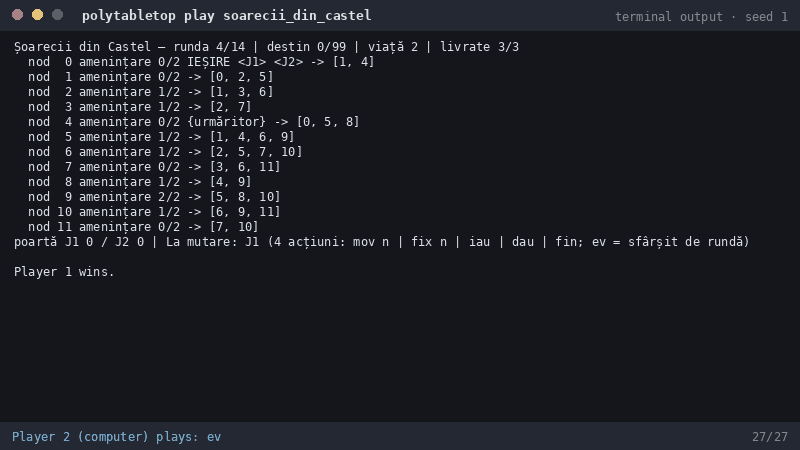 polytabletop play soarecii_din_castel
terminal output · seed 1
Șoarecii din Castel — runda 4/14 | destin 0/99 | viață 2 | livrate 3/3
nod 0 amenințare 0/2 IEȘIRE <J1> <J2> -> [1, 4]
nod 1 amenințare 0/2 -> [0, 2, 5]
nod 2 amenințare 1/2 -> [1, 3, 6]
nod 3 amenințare 1/2 -> [2, 7]
nod 4 amenințare 0/2 {urmăritor} -> [0, 5, 8]
nod 5 amenințare 1/2 -> [1, 4, 6, 9]
nod 6 amenințare 1/2 -> [2, 5, 7, 10]
nod 7 amenințare 0/2 -> [3, 6, 11]
nod 8 amenințare 1/2 -> [4, 9]
nod 9 amenințare 2/2 -> [5, 8, 10]
nod 10 amenințare 1/2 -> [6, 9, 11]
nod 11 amenințare 0/2 -> [7, 10]
poartă J1 0 / J2 0 | La mutare: J1 (4 acțiuni: mov n | fix n | iau | dau | fin; ev = sfârșit de rundă)
Player 1 wins.
Player 2 (computer) plays: ev
27/27